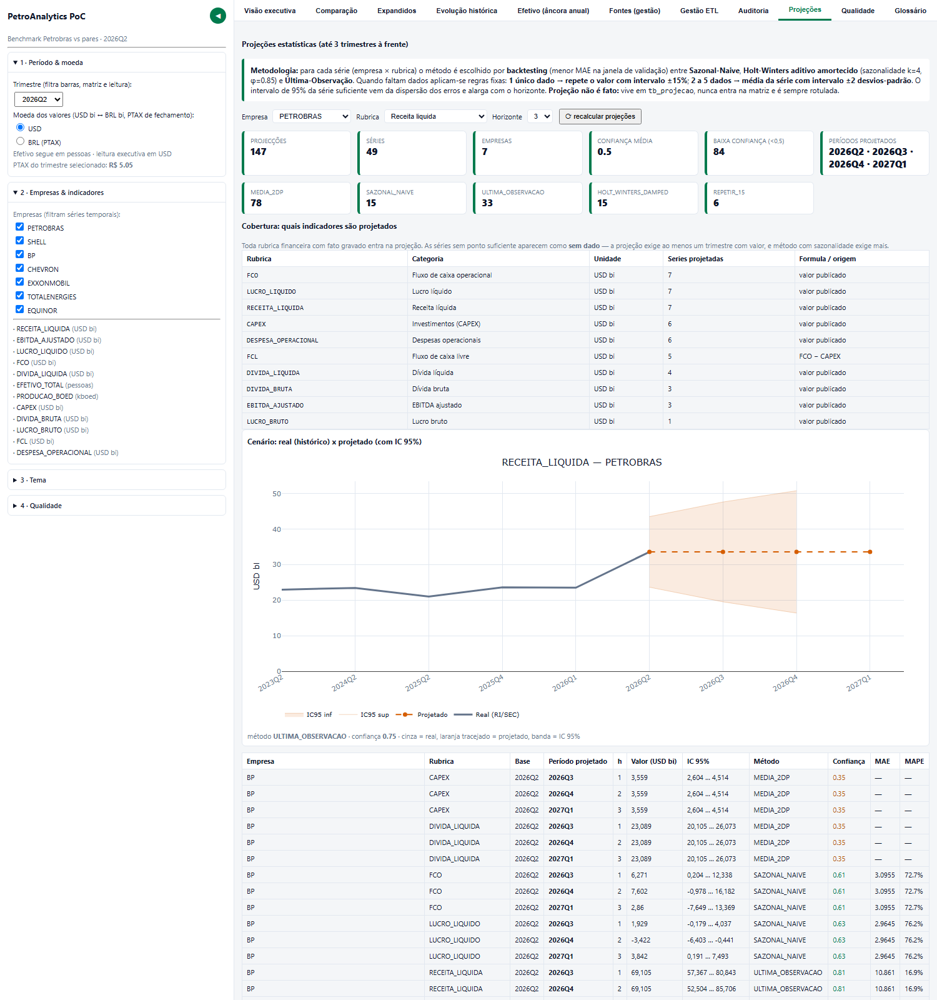 PetroAnalytics PoC
◀
Benchmark Petrobras vs pares · 2026Q2
▼ 1 · Período & moeda
Trimestre (filtra barras, matriz e leitura):
2026Q2
Moeda dos valores (USD bi ↔ BRL bi, PTAX de fechamento):
USD
BRL (PTAX)
Efetivo segue em pessoas · leitura executiva em USD
PTAX do trimestre selecionado: R$ 5.05
▼ 2 · Empresas & indicadores
Empresas (filtram séries temporais):
PETROBRAS
SHELL
BP
CHEVRON
EXXONMOBIL
TOTALENERGIES
EQUINOR
· RECEITA_LIQUIDA (USD bi)
· EBITDA_AJUSTADO (USD bi)
· LUCRO_LIQUIDO (USD bi)
· FCO (USD bi)
· DIVIDA_LIQUIDA (USD bi)
· EFETIVO_TOTAL (pessoas)
· PRODUCAO_BOED (kboed)
· CAPEX (USD bi)
· DIVIDA_BRUTA (USD bi)
· LUCRO_BRUTO (USD bi)
· FCL (USD bi)
· DESPESA_OPERACIONAL (USD bi)
▶ 3 · Tema
▶ 4 · Qualidade
Visão executiva Comparação Expandidos Evolução histórica Efetivo (âncora anual) Fontes (gestão) Gestão ETL Auditoria Projeções Qualidade Glossário
Projeções estatísticas (até 3 trimestres à frente)
Metodologia: para cada série (empresa × rubrica) o método é escolhido por backtesting (menor MAE na janela de validação) entre Sazonal-Naive, Holt-Winters aditivo amortecido (sazonalidade k=4,
φ=0.85) e Última-Observação. Quando faltam dados aplicam-se regras fixas: 1 único dado → repete o valor com intervalo ±15%; 2 a 5 dados → média da série com intervalo ±2 desvios-padrão. O
intervalo de 95% da série suficiente vem da dispersão dos erros e alarga com o horizonte. Projeção não é fato: vive em tb_projecao, nunca entra na matriz e é sempre rotulada.
Empresa PETROBRAS Rubrica Receita liquida Horizonte 3 ⟳ recalcular projeções
PROJECÇÕES SÉRIES EMPRESAS CONFIANÇA MÉDIA BAIXA CONFIANÇA (<0,5) PERÍODOS PROJETADOS
147 49 7 0.5 84 2026Q2 · 2026Q3 ·
2026Q4 · 2027Q1
MEDIA_2DP SAZONAL_NAIVE ULTIMA_OBSERVACAO HOLT_WINTERS_DAMPED REPETIR_15
78 15 33 15 6
Cobertura: quais indicadores são projetados
Toda rubrica financeira com fato gravado entra na projeção. As séries sem ponto suficiente aparecem como sem dado — a projeção exige ao menos um trimestre com valor, e método com sazonalidade exige mais.
Rubrica Categoria Unidade Series projetadas Formula / origem
FCO Fluxo de caixa operacional USD bi 7 valor publicado
LUCRO_LIQUIDO Lucro líquido USD bi 7 valor publicado
RECEITA_LIQUIDA Receita líquida USD bi 7 valor publicado
CAPEX Investimentos (CAPEX) USD bi 6 valor publicado
DESPESA_OPERACIONAL Despesas operacionais USD bi 6 valor publicado
FCL Fluxo de caixa livre USD bi 5 FCO − CAPEX
DIVIDA_LIQUIDA Dívida líquida USD bi 4 valor publicado
DIVIDA_BRUTA Dívida bruta USD bi 3 valor publicado
EBITDA_AJUSTADO EBITDA ajustado USD bi 3 valor publicado
LUCRO_BRUTO Lucro bruto USD bi 1 valor publicado
Cenário: real (histórico) x projetado (com IC 95%)
RECEITA_LIQUIDA — PETROBRAS
50
40
30
20
10
0
USD bi
2023Q2 2024Q2 2025Q2 2025Q4 2026Q1 2026Q2 2026Q3 2026Q4 2027Q1
IC95 inf IC95 sup Projetado Real (RI/SEC)
método ULTIMA_OBSERVACAO · confiança 0.75 · cinza = real, laranja tracejado = projetado, banda = IC 95%
Empresa Rubrica Base Período projetado h Valor (USD bi) IC 95% Método Confiança MAE MAPE
BP CAPEX 2026Q2 2026Q3 1 3,559 2,604 ... 4,514 MEDIA_2DP 0.35 — —
BP CAPEX 2026Q2 2026Q4 2 3,559 2,604 ... 4,514 MEDIA_2DP 0.35 — —
BP CAPEX 2026Q2 2027Q1 3 3,559 2,604 ... 4,514 MEDIA_2DP 0.35 — —
BP DIVIDA_LIQUIDA 2026Q2 2026Q3 1 23,089 20,105 ... 26,073 MEDIA_2DP 0.35 — —
BP DIVIDA_LIQUIDA 2026Q2 2026Q4 2 23,089 20,105 ... 26,073 MEDIA_2DP 0.35 — —
BP DIVIDA_LIQUIDA 2026Q2 2027Q1 3 23,089 20,105 ... 26,073 MEDIA_2DP 0.35 — —
BP FCO 2026Q2 2026Q3 1 6,271 0,204 ... 12,338 SAZONAL_NAIVE 0.61 3.0955 72.7%
BP FCO 2026Q2 2026Q4 2 7,602 -0,978 ... 16,182 SAZONAL_NAIVE 0.61 3.0955 72.7%
BP FCO 2026Q2 2027Q1 3 2,86 -7,649 ... 13,369 SAZONAL_NAIVE 0.61 3.0955 72.7%
BP LUCRO_LIQUIDO 2026Q2 2026Q3 1 1,929 -0,179 ... 4,037 SAZONAL_NAIVE 0.63 2.9645 76.2%
BP LUCRO_LIQUIDO 2026Q2 2026Q4 2 -3,422 -6,403 ... -0,441 SAZONAL_NAIVE 0.63 2.9645 76.2%
BP LUCRO_LIQUIDO 2026Q2 2027Q1 3 3,842 0,191 ... 7,493 SAZONAL_NAIVE 0.63 2.9645 76.2%
BP RECEITA_LIQUIDA 2026Q2 2026Q3 1 69,105 57,367 ... 80,843 ULTIMA_OBSERVACAO 0.81 10.861 16.9%
BP RECEITA_LIQUIDA 2026Q2 2026Q4 2 69,105 52,504 ... 85,706 ULTIMA_OBSERVACAO 0.81 10.861 16.9%